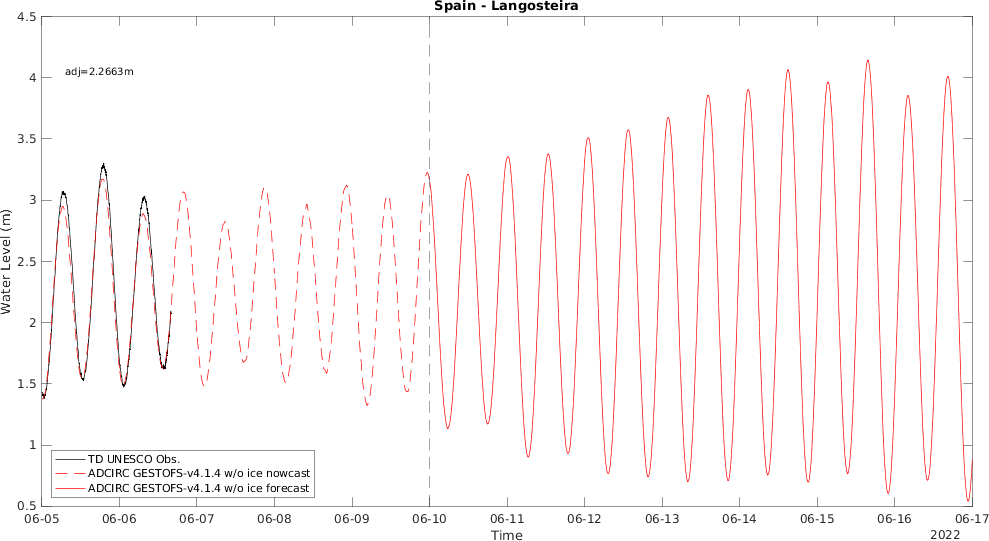 Spain - Langosteira
4.5
4
3.5
3
2.5
2
1.5
1
0.5
Water Level (m)
adj=2.2663m
TD UNESCO Obs.
ADCIRC GESTOFS-v4.1.4 w/o ice nowcast
ADCIRC GESTOFS-v4.1.4 w/o ice forecast
06-05 06-06 06-07 06-08 06-09 06-10 06-11 06-12 06-13 06-14 06-15 06-16 06-17
Time
2022